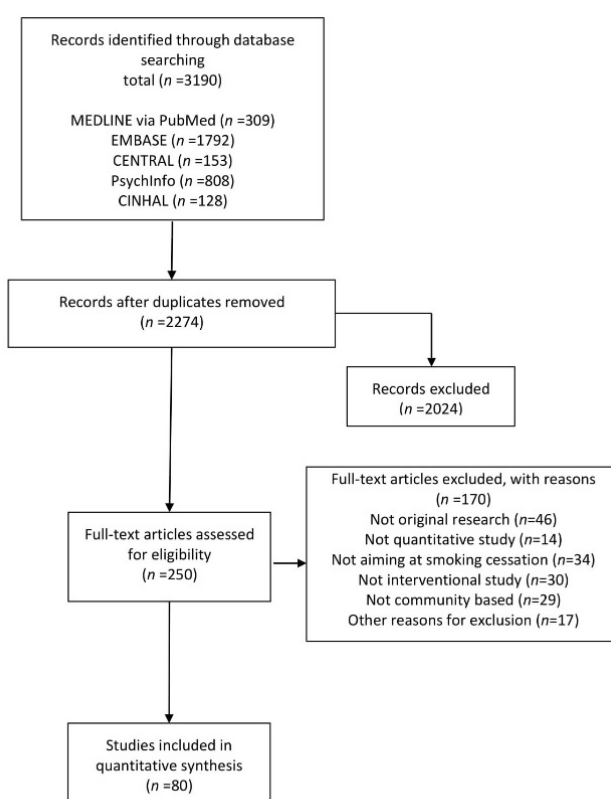 Records identified through database
searching
total (n =3190)
MEDLINE via PubMed (n =309)
EMBASE (n =1792)
CENTRAL (n =153)
PsychInfo (n =808)
CINHAL (n =128)
Records after duplicates removed
(n =2274)
Records excluded
(n =2024)
Full-text articles assessed
for eligibility
(n =250)
Full-text articles excluded, with reasons
(n =170)
Not original research (n=46)
Not quantitative study (n=14)
Not aiming at smoking cessation (n=34)
Not interventional study (n=30)
Not community based (n=29)
Other reasons for exclusion (n=17)
Studies included in
quantitative synthesis
(n =80)